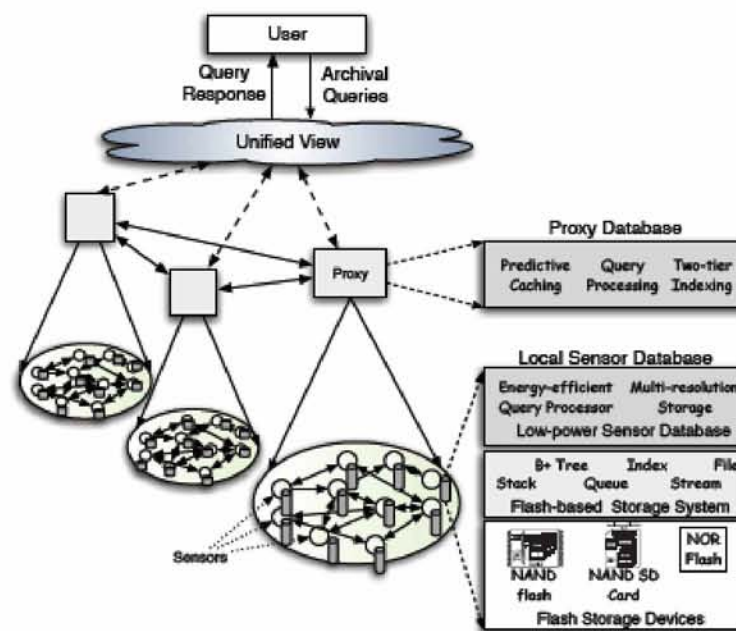 User
Query
Response
Archival
Queries
Unified View
Proxy
Proxy Database
Predictive Query Two-tier
Caching Processing Indexing
Local Sensor Database
Energy-efficient Multi-resolution
Query Processor Storage
Low-power Sensor Database
B+ Tree Index File
Stack Queue Stream
Flash-based Storage System
NAND
flash
NAND SD
Card
NOR
Flash
Flash Storage Devices
Sensors